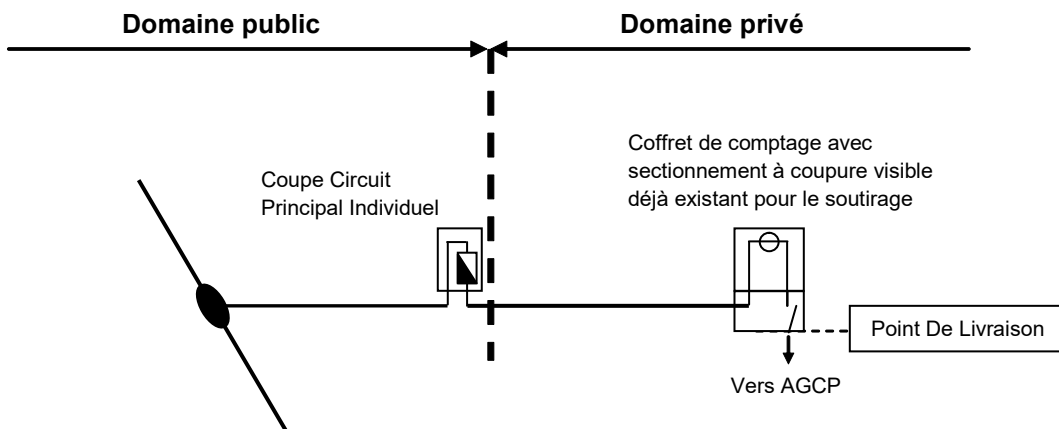 Domaine public
Domaine privé
Coffret de comptage avec
sectionnement à coupure visible
déjà existant pour le soutirage
Coupe Circuit
Principal Individuel
Point De Livraison
Vers AGCP